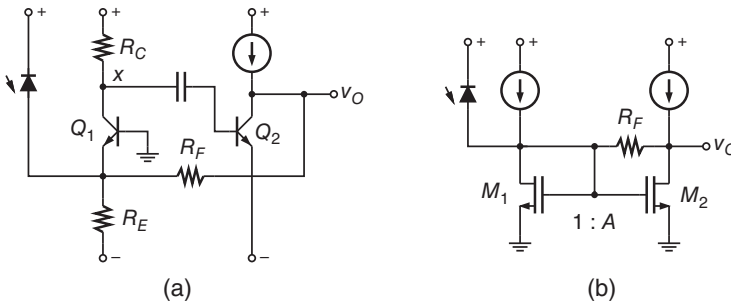 + + +
R_C
x
v_O
Q_1 Q_2
R_F
R_E
− −
(a)
+ + +
R_F
v_O
M_1 M_2
1 : A
(b)